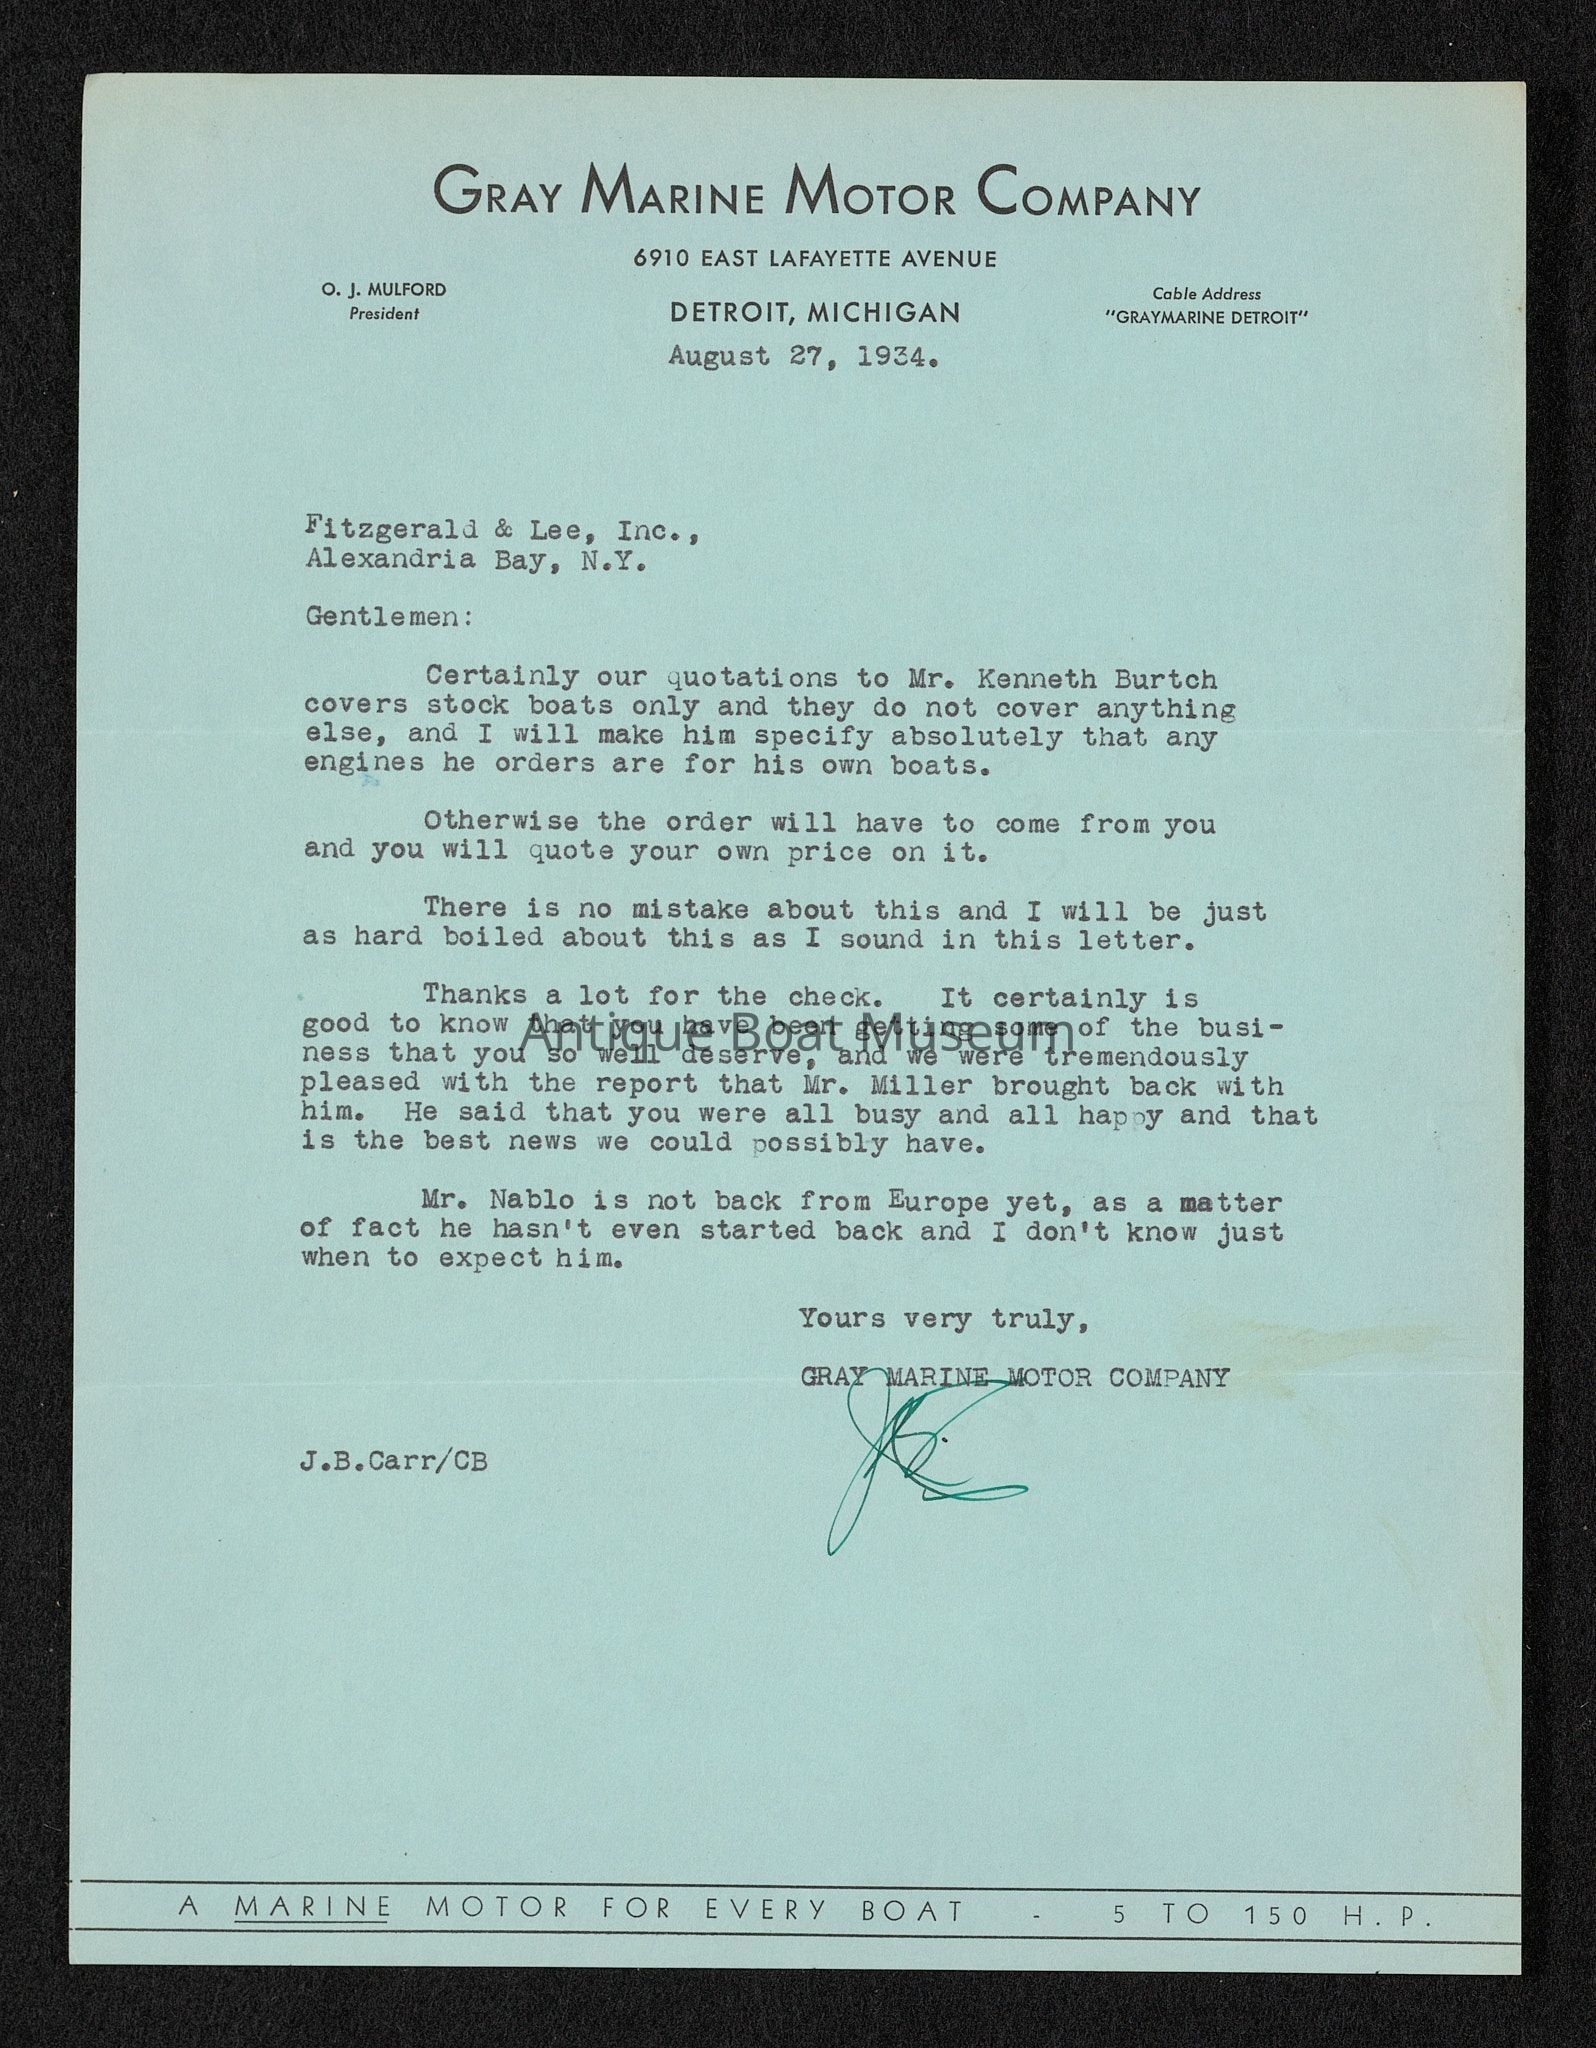 GRAY MARINE MOTOR COMPANY
6910 EAST LAFAYETTE AVENUE
O. J. MULFORD
President
DETROIT, MICHIGAN
Cable Address
"GRAYMARINE DETROIT"
August 27, 1934.
Fitzgerald & Lee, Inc.,
Alexandria Bay, N.Y.
Gentlemen:
Certainly our quotations to Mr. Kenneth Burtch
covers stock boats only and they do not cover anything
else, and I will make him specify absolutely that any
engines he orders are for his own boats.
Otherwise the order will have to come from you
and you will quote your own price on it.
There is no mistake about this and I will be just
as hard boiled about this as I sound in this letter.
Thanks a lot for the check. It certainly is
good to know that you have been getting some of the busi-
Antique Boat Museum
ness that you so well deserve, and we were tremendously
pleased with the report that Mr. Miller brought back with
him. He said that you were all busy and all happy and that
is the best news we could possibly have.
Mr. Nablo is not back from Europe yet, as a matter
of fact he hasn't even started back and I don't know just
when to expect him.
Yours very truly,
GRAY MARINE MOTOR COMPANY
J.B.Carr/CB
A MARINE MOTOR FOR EVERY BOAT - 5 TO 150 H.P.